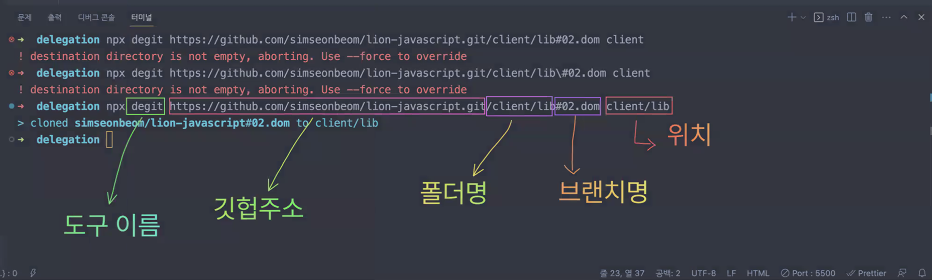 문제 출력 디버그 콘솔 터미널 zsh
delegation npx degit https://github.com/simseonbeom/lion-javascript.git/client/lib#02.dom client
! destination directory is not empty, aborting. Use --force to override
delegation npx degit https://github.com/simseonbeom/lion-javascript.git/client/lib\#02.dom client
! destination directory is not empty, aborting. Use --force to override
delegation npx degit https://github.com/simseonbeom/lion-javascript.git/client/lib#02.dom client/lib
> cloned simseonbeom/lion-javascript#02.dom to client/lib
delegation
위치
도구 이름
깃헙주소
폴더명
브랜치명
.} : 0 줄 23, 열 37 공백: 2 UTF-8 LF HTML Port : 5500 Prettier